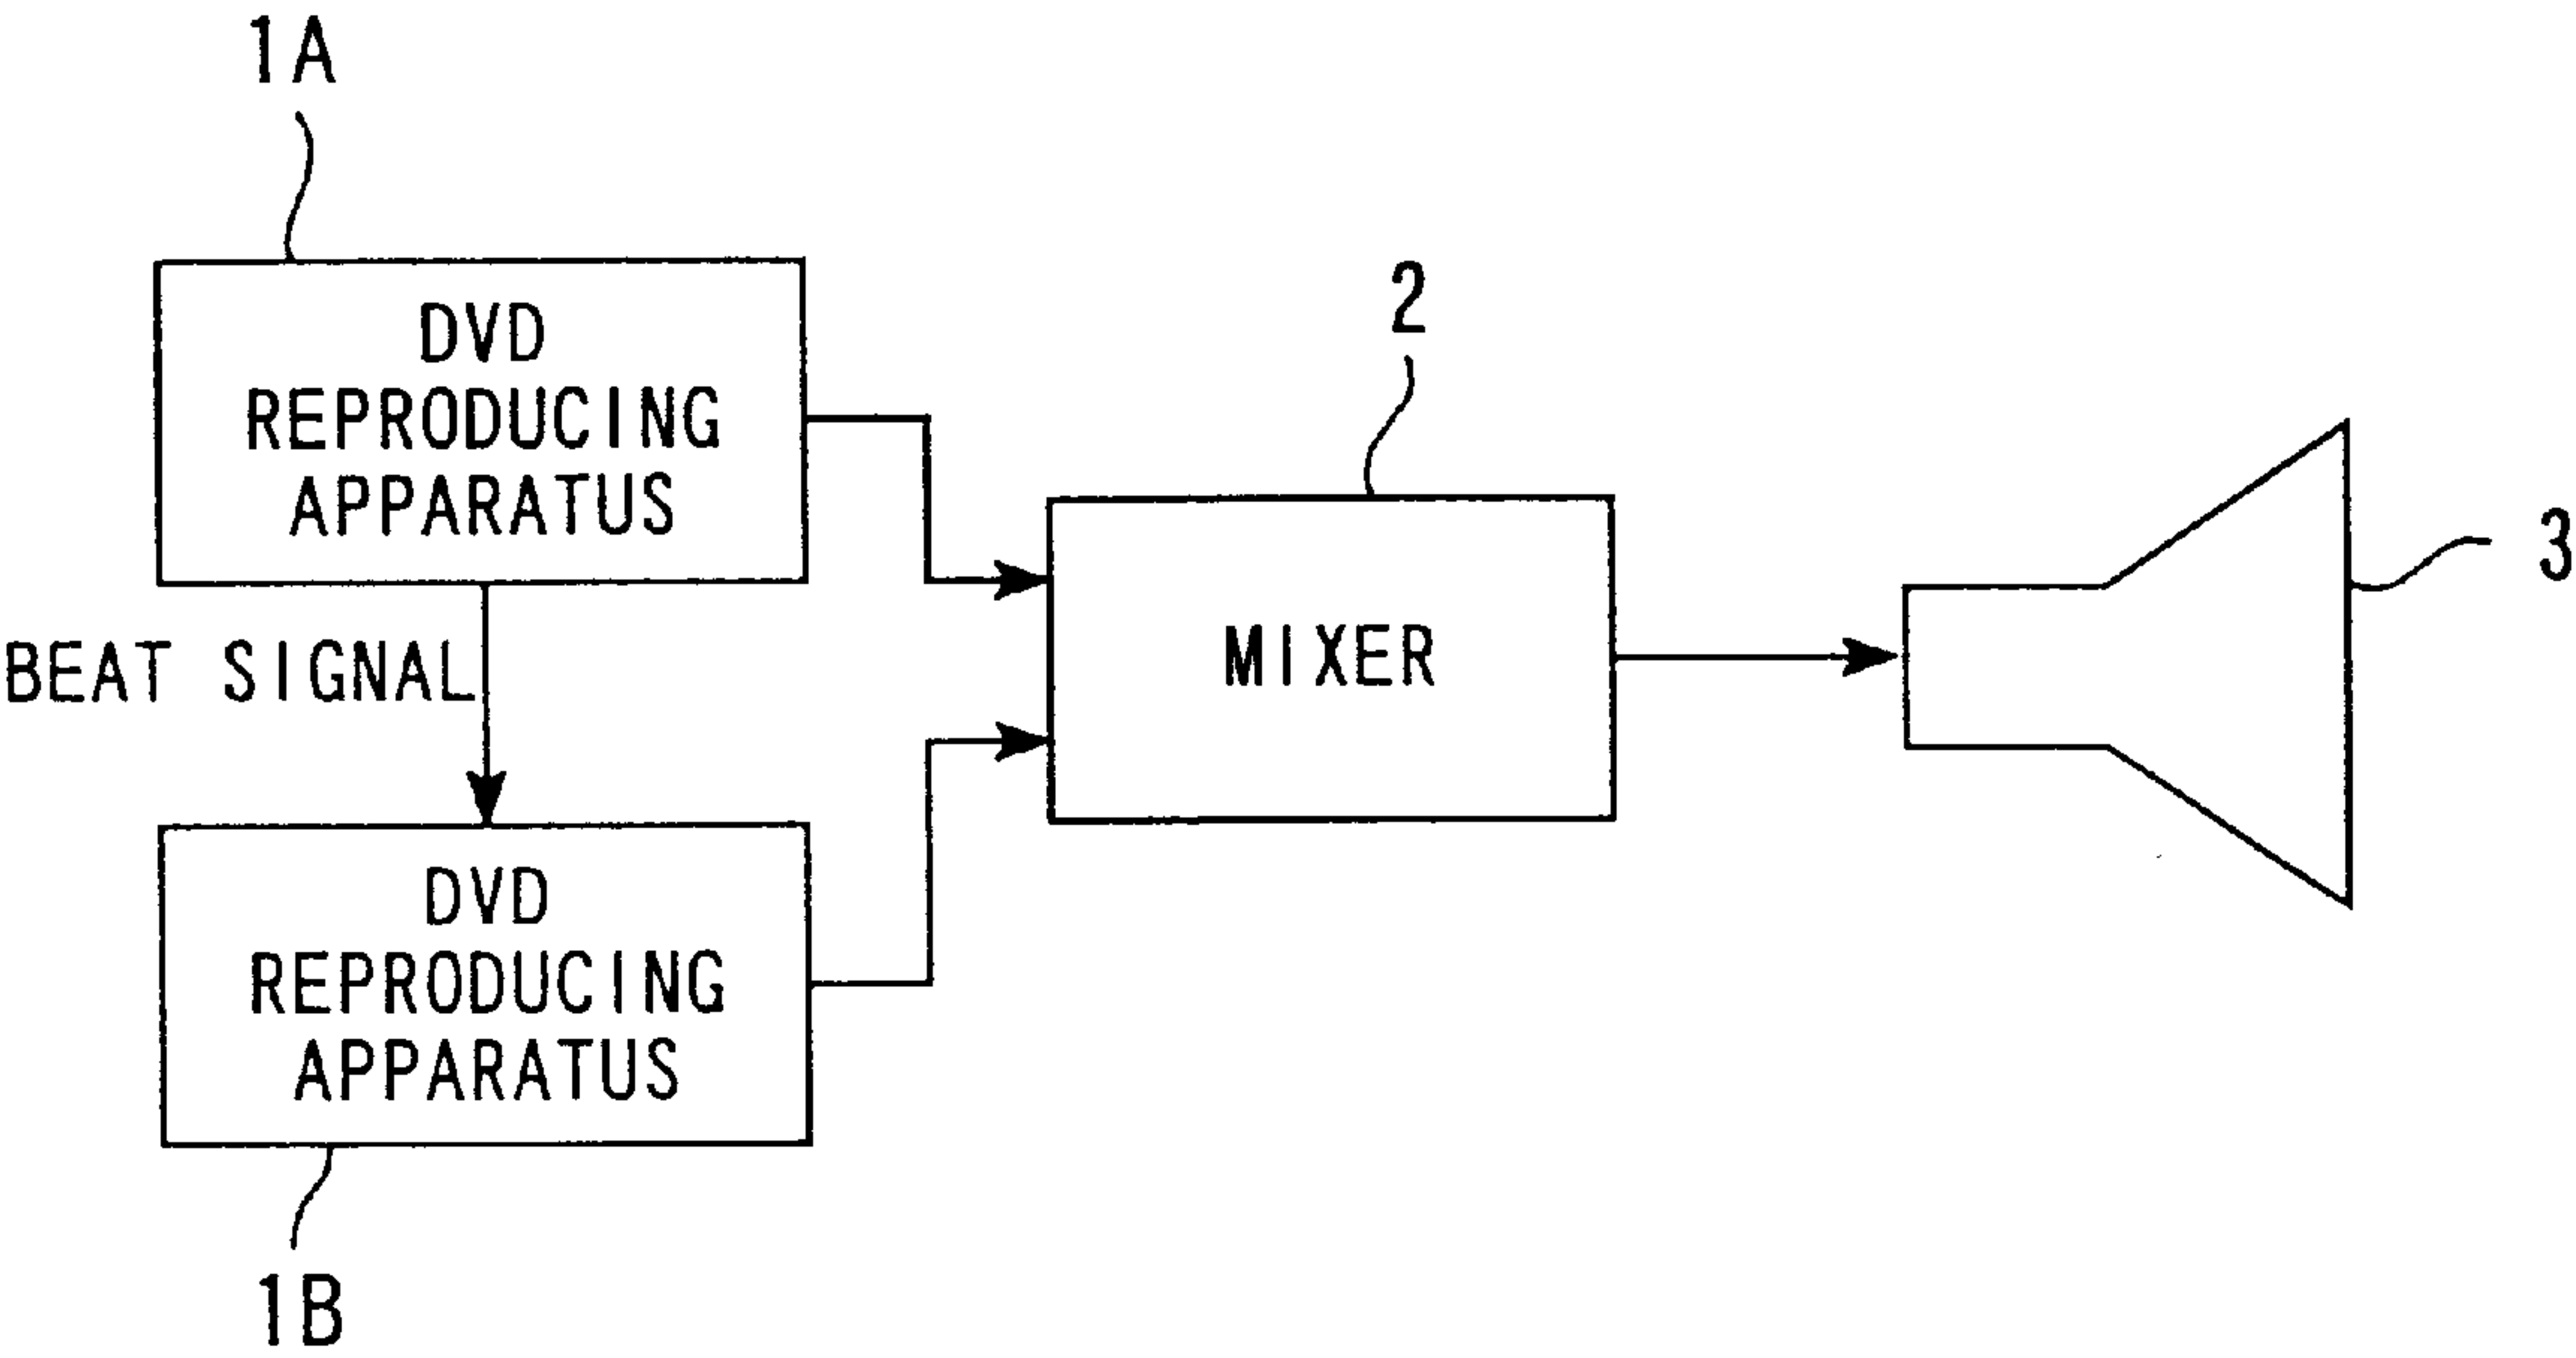 1A
DVD
REPRODUCING
APPARATUS
2
3
BEAT SIGNAL
MIXER
DVD
REPRODUCING
APPARATUS
1B